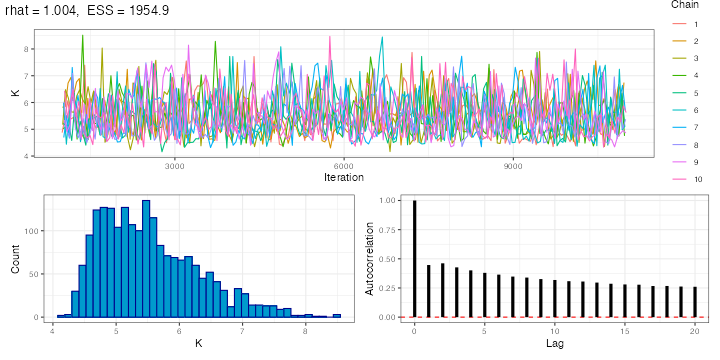 rhat = 1.004, ESS = 1954.9
Chain
1
2
3
4
5
6
7
8
9
10
K
8
7
6
5
4
3000 6000 9000
Iteration
Count
100
50
0
4 5 6 7 8
K
Autocorrelation
1.00
0.75
0.50
0.25
0.00
0 5 10 15 20
Lag